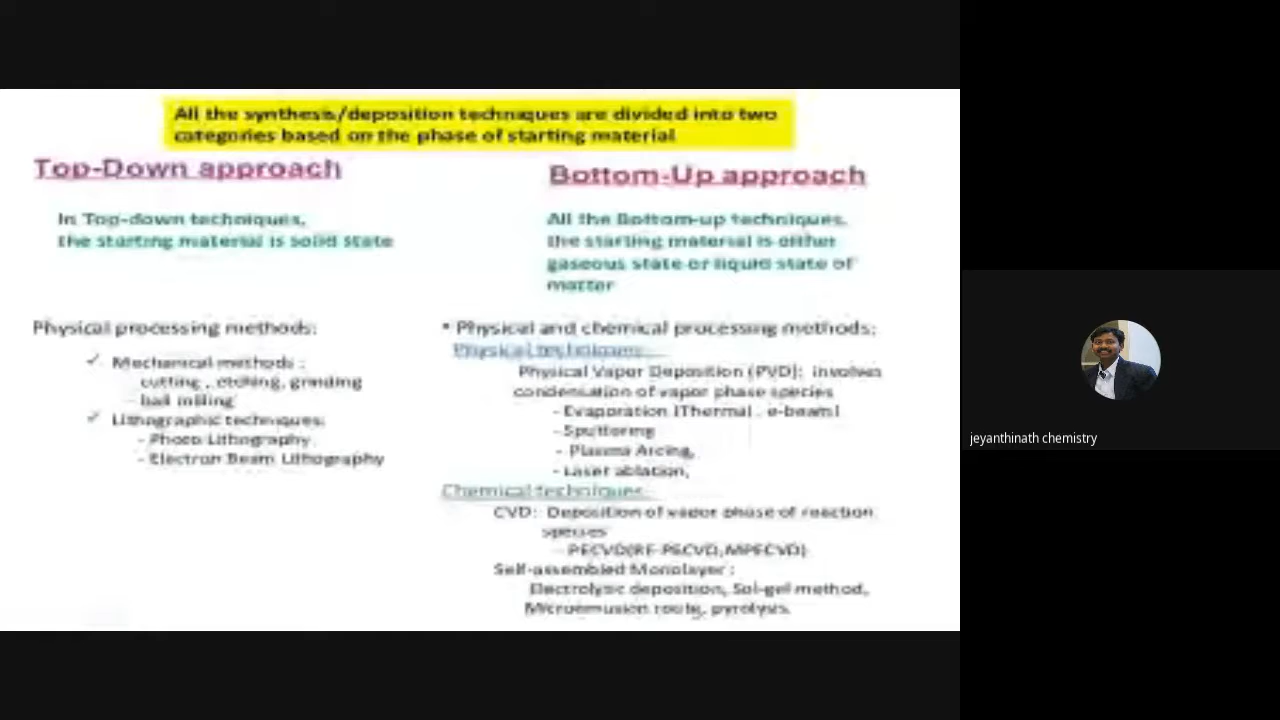 All the synthesis/deposition techniques are divided into two
categories based on the phase of starting material
Top-Down approach
In Top-down techniques,
the starting material is solid state
Physical processing methods:
✓ Mechanical methods :
cutting , etching, grinding
ball milling
✓ Lithographic techniques:
- Photo Lithography
- Electron Beam Lithography
Bottom-Up approach
All the Bottom-up techniques,
the starting material is either
gaseous state or liquid state of
matter
• Physical and chemical processing methods:
Physical techniques
Physical Vapor Deposition (PVD): involves
condensation of vapor phase species
- Evaporation (Thermal , e-beam)
- Sputtering
- Plasma Arcing,
- Laser ablation,
Chemical techniques
CVD: Deposition of vapor phase of reaction
species
- PECVD(RF-PECVD,MPECVD)
Self-assembled Monolayer :
Electrolytic deposition, Sol-gel method,
pyrolysis.
jeyanthinath chemistry